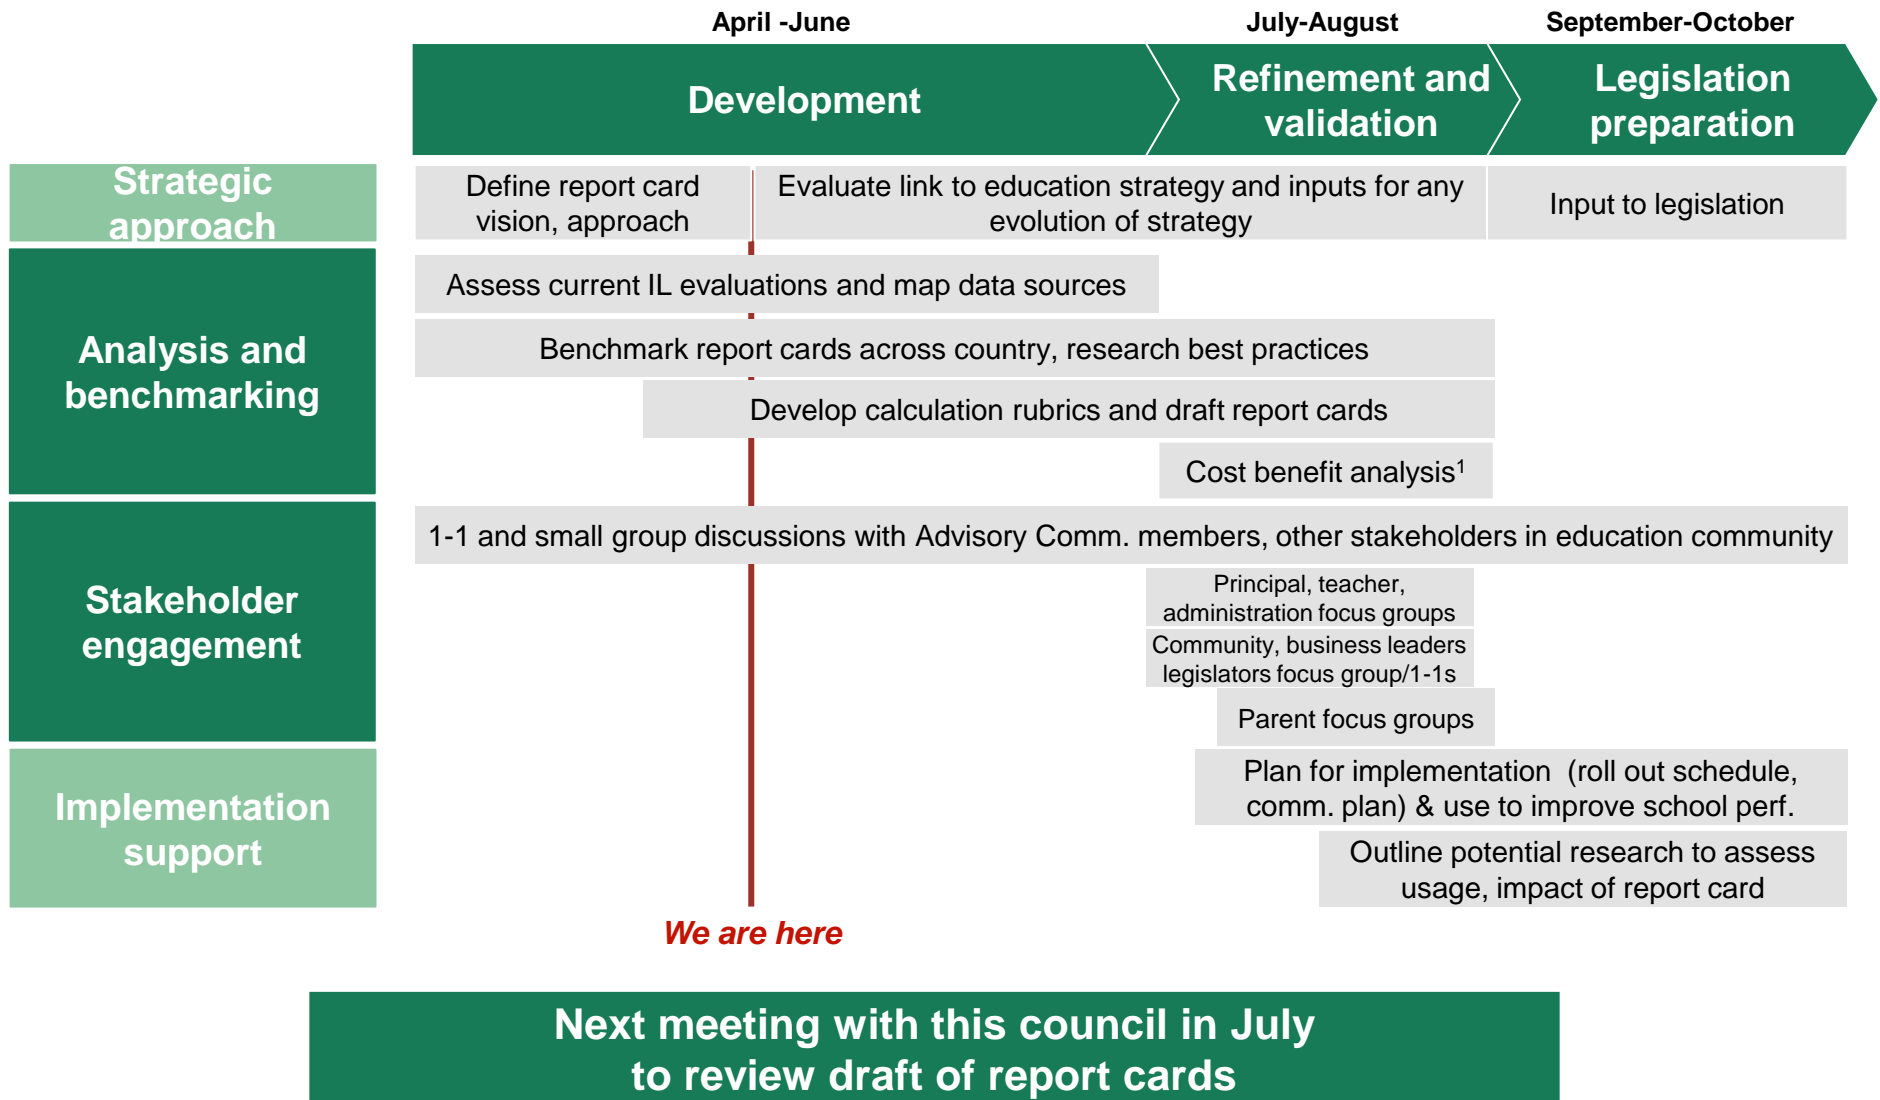 April -June
July-August
September-October
Development
Refinement and
validation
Legislation
preparation
Strategic
approach
Define report card
vision, approach
Evaluate link to education strategy and inputs for any
evolution of strategy
Input to legislation
Analysis and
benchmarking
Assess current IL evaluations and map data sources
Benchmark report cards across country, research best practices
Develop calculation rubrics and draft report cards
Cost benefit analysis¹
Stakeholder
engagement
1-1 and small group discussions with Advisory Comm. members, other stakeholders in education community
Principal, teacher,
administration focus groups
Community, business leaders
legislators focus group/1-1s
Parent focus groups
Implementation
support
Plan for implementation (roll out schedule,
comm. plan) & use to improve school perf.
Outline potential research to assess
usage, impact of report card
We are here
Next meeting with this council in July
to review draft of report cards